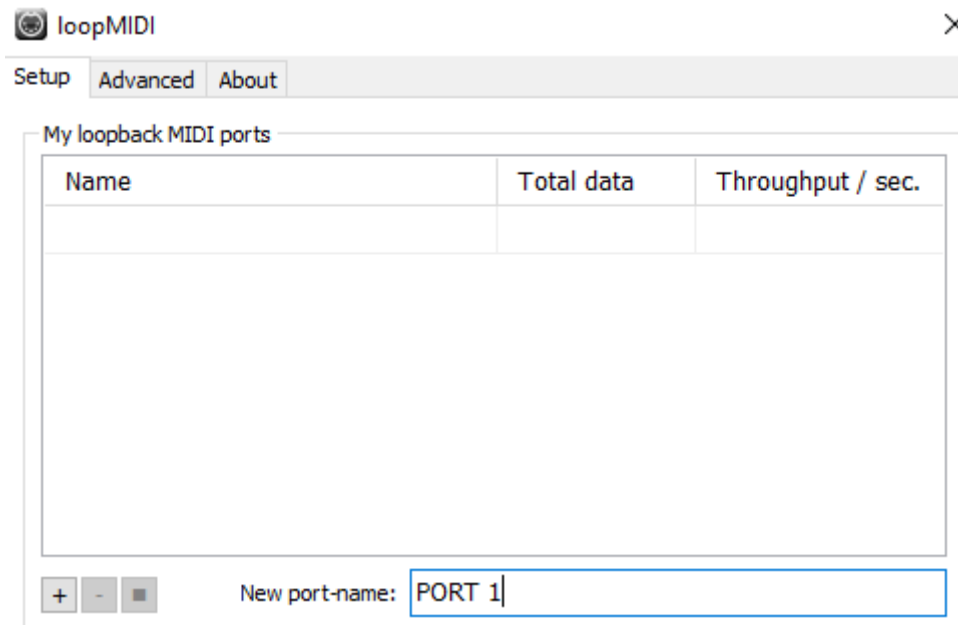 loopMIDI
Setup Advanced About
My loopback MIDI ports
Name Total data Throughput / sec.
+ - New port-name: PORT 1